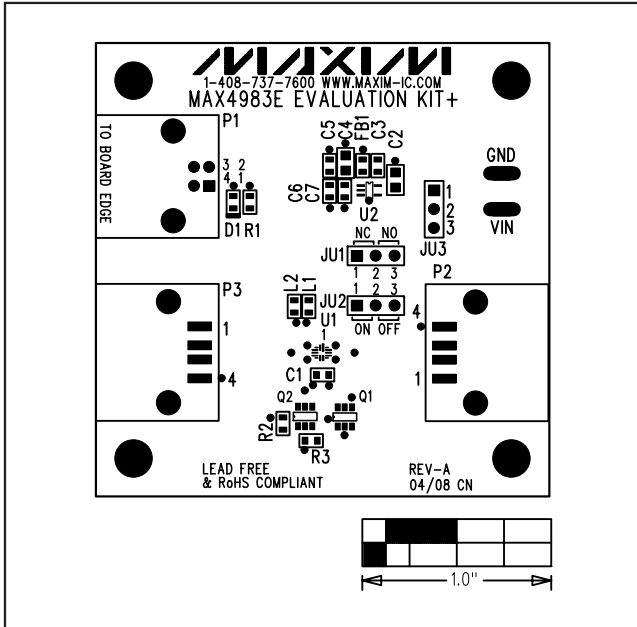 MAXIM
1-408-737-7600 WWW.MAXIM-IC.COM
MAX4983E EVALUATION KIT+
P1
TO BOARD EDGE
3 2
4 1
D1 R1
C5 C4 FB1 C3 C2
C6 C7
U2
GND
VIN
1
2
3
JU3
NC NO
JU1
1 2 3
JU2
1 2 3
ON OFF
P3
1
4
L2 L1
U1
1
C1
P2
4
1
Q2 Q1
R2
R3
LEAD FREE
& RoHS COMPLIANT
REV-A
04/08 CN
1.0"